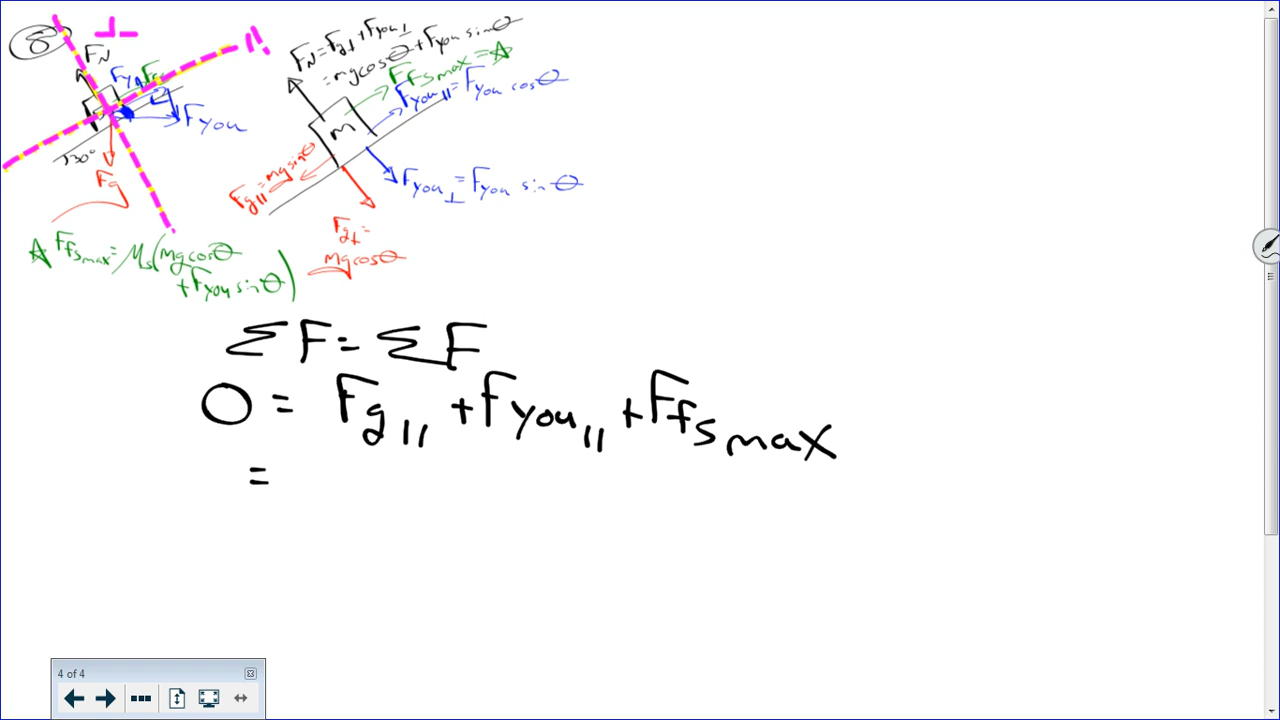 8
⊥
||
F_N
F_you
30°
F_g
F_N = F_g⊥ + F_you⊥
= mg cos θ + F_you sin θ
F_fs max = ☆
F_you|| = F_you cos θ
m
F_g|| = mg sin θ
F_you⊥ = F_you sin θ
F_g⊥ =
mg cos θ
☆ F_fs max = μ_s (mg cos θ
+ F_you sin θ)
Σ F = Σ F
0 = F_g|| + F_you|| + F_fs max
=
4 of 4